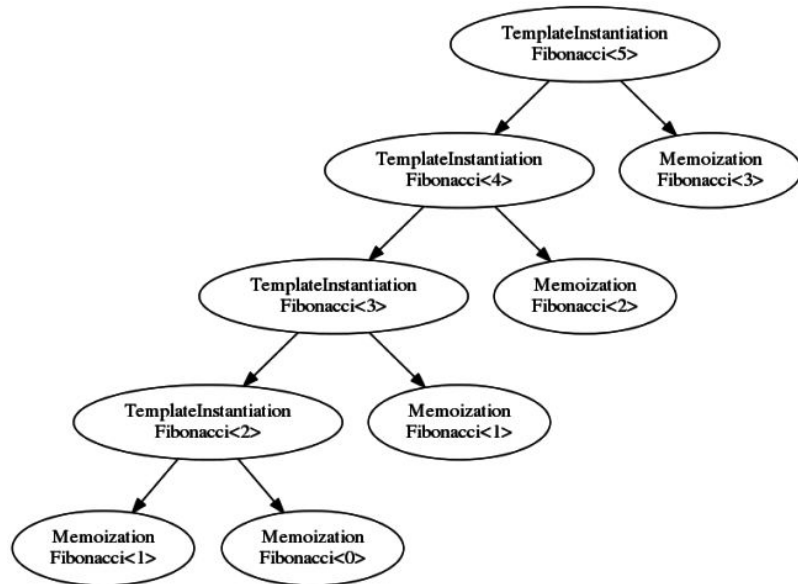 TemplateInstantiation
Fibonacci<5>
TemplateInstantiation
Fibonacci<4>
Memoization
Fibonacci<3>
TemplateInstantiation
Fibonacci<3>
Memoization
Fibonacci<2>
TemplateInstantiation
Fibonacci<2>
Memoization
Fibonacci<1>
Memoization
Fibonacci<1>
Memoization
Fibonacci<0>